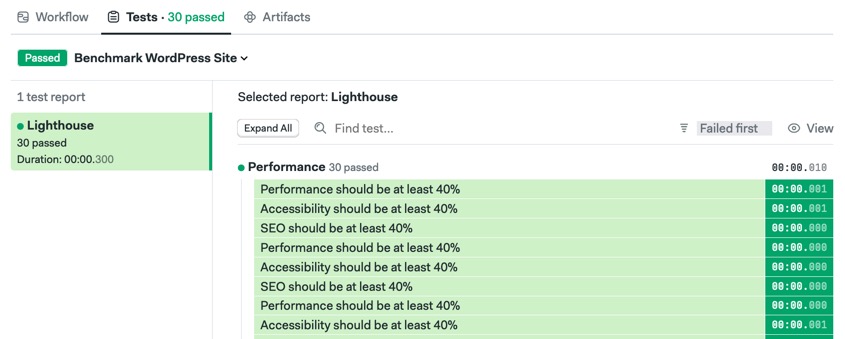 Workflow Tests · 30 passed Artifacts
Passed Benchmark WordPress Site
1 test report
Lighthouse
30 passed
Duration: 00:00.300
Selected report: Lighthouse
Expand All Find test... Failed first View
Performance 30 passed 00:00.010
Performance should be at least 40% 00:00.001
Accessibility should be at least 40% 00:00.001
SEO should be at least 40% 00:00.000
Performance should be at least 40% 00:00.000
Accessibility should be at least 40% 00:00.000
SEO should be at least 40% 00:00.000
Performance should be at least 40% 00:00.000
Accessibility should be at least 40% 00:00.001